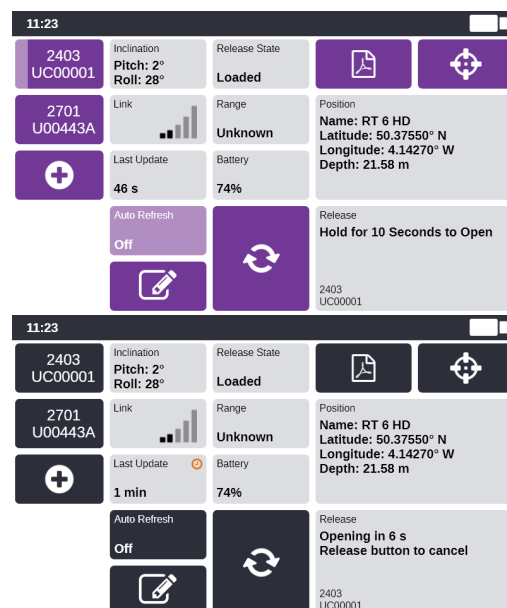 11:23
2403
UC00001
Inclination
Pitch: 2°
Roll: 28°
Release State
Loaded
2701
U00443A
Link
Range
Unknown
Position
Name: RT 6 HD
Latitude: 50.37550° N
Longitude: 4.14270° W
Depth: 21.58 m
Last Update
46 s
Battery
74%
Auto Refresh
Off
Release
Hold for 10 Seconds to Open
2403
UC00001
11:23
2403
UC00001
Inclination
Pitch: 2°
Roll: 28°
Release State
Loaded
2701
U00443A
Link
Range
Unknown
Position
Name: RT 6 HD
Latitude: 50.37550° N
Longitude: 4.14270° W
Depth: 21.58 m
Last Update
1 min
Battery
74%
Auto Refresh
Off
Release
Opening in 6 s
Release button to cancel
2403
UC00001